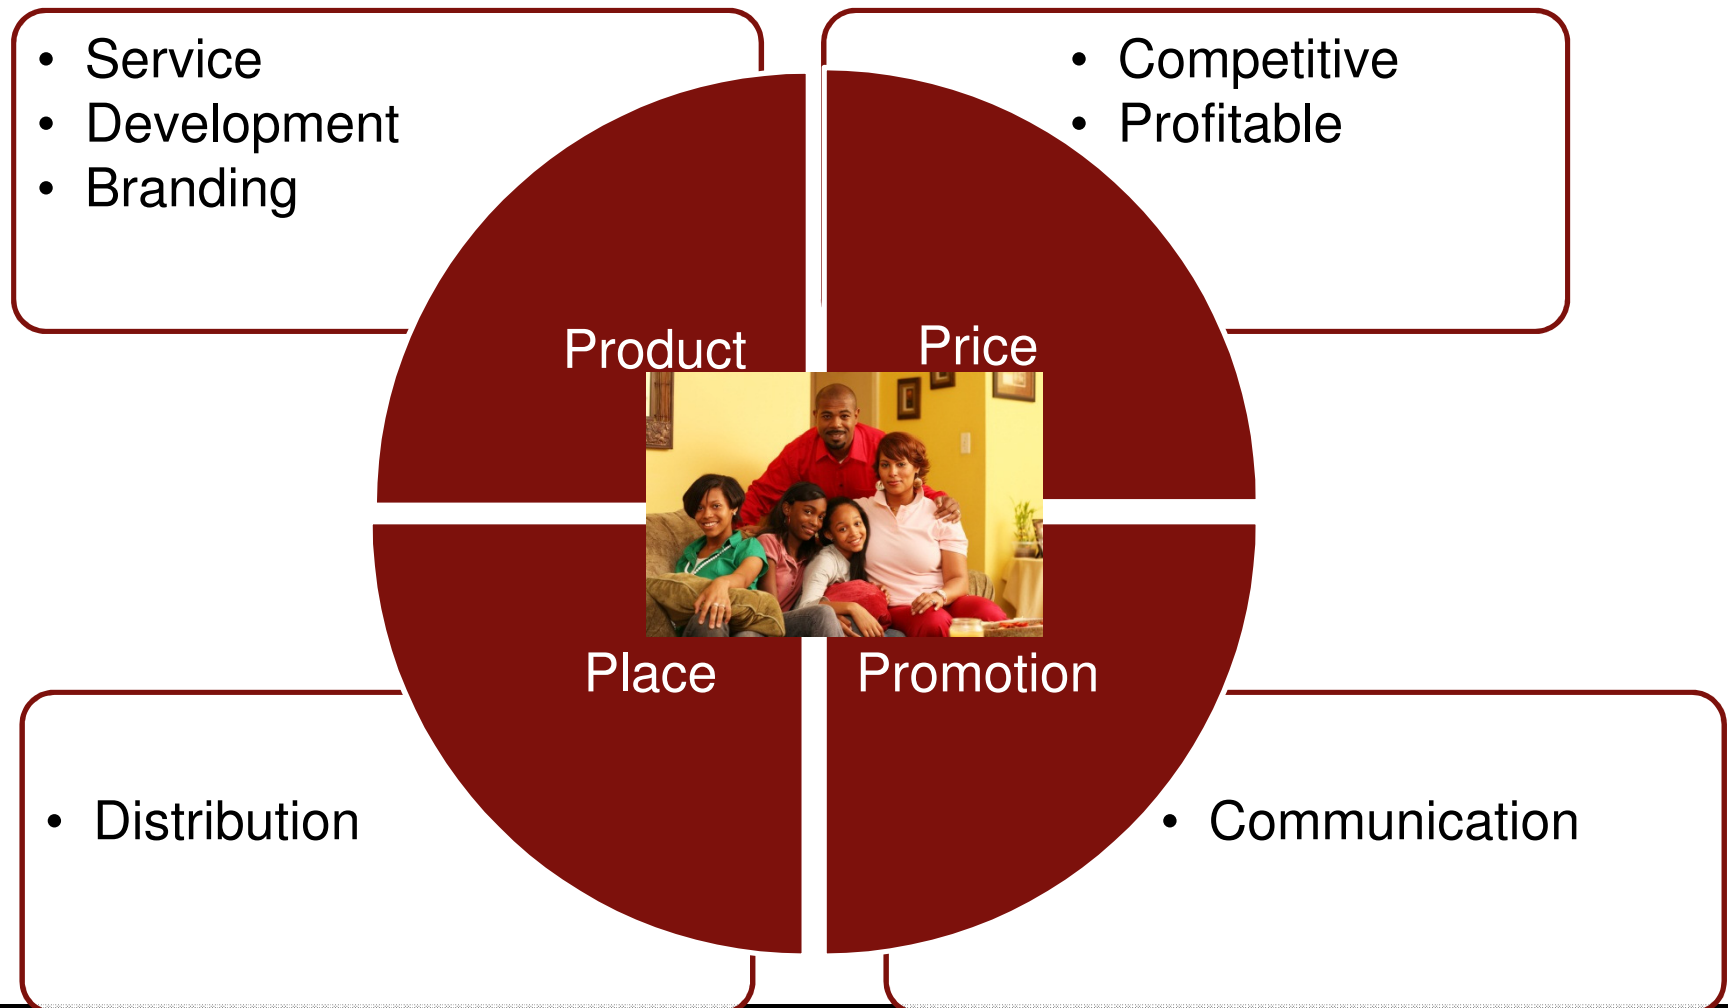 • Service
• Development
• Branding
• Competitive
• Profitable
Product
Price
Place
Promotion
• Distribution
• Communication